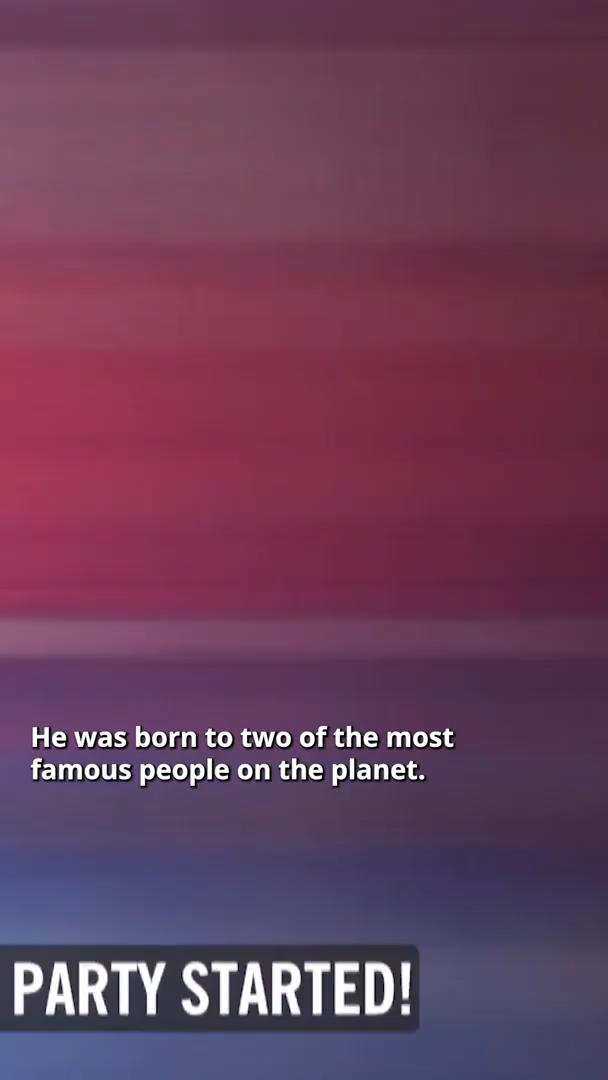 He was born to two of the most
famous people on the planet.
PARTY STARTED!